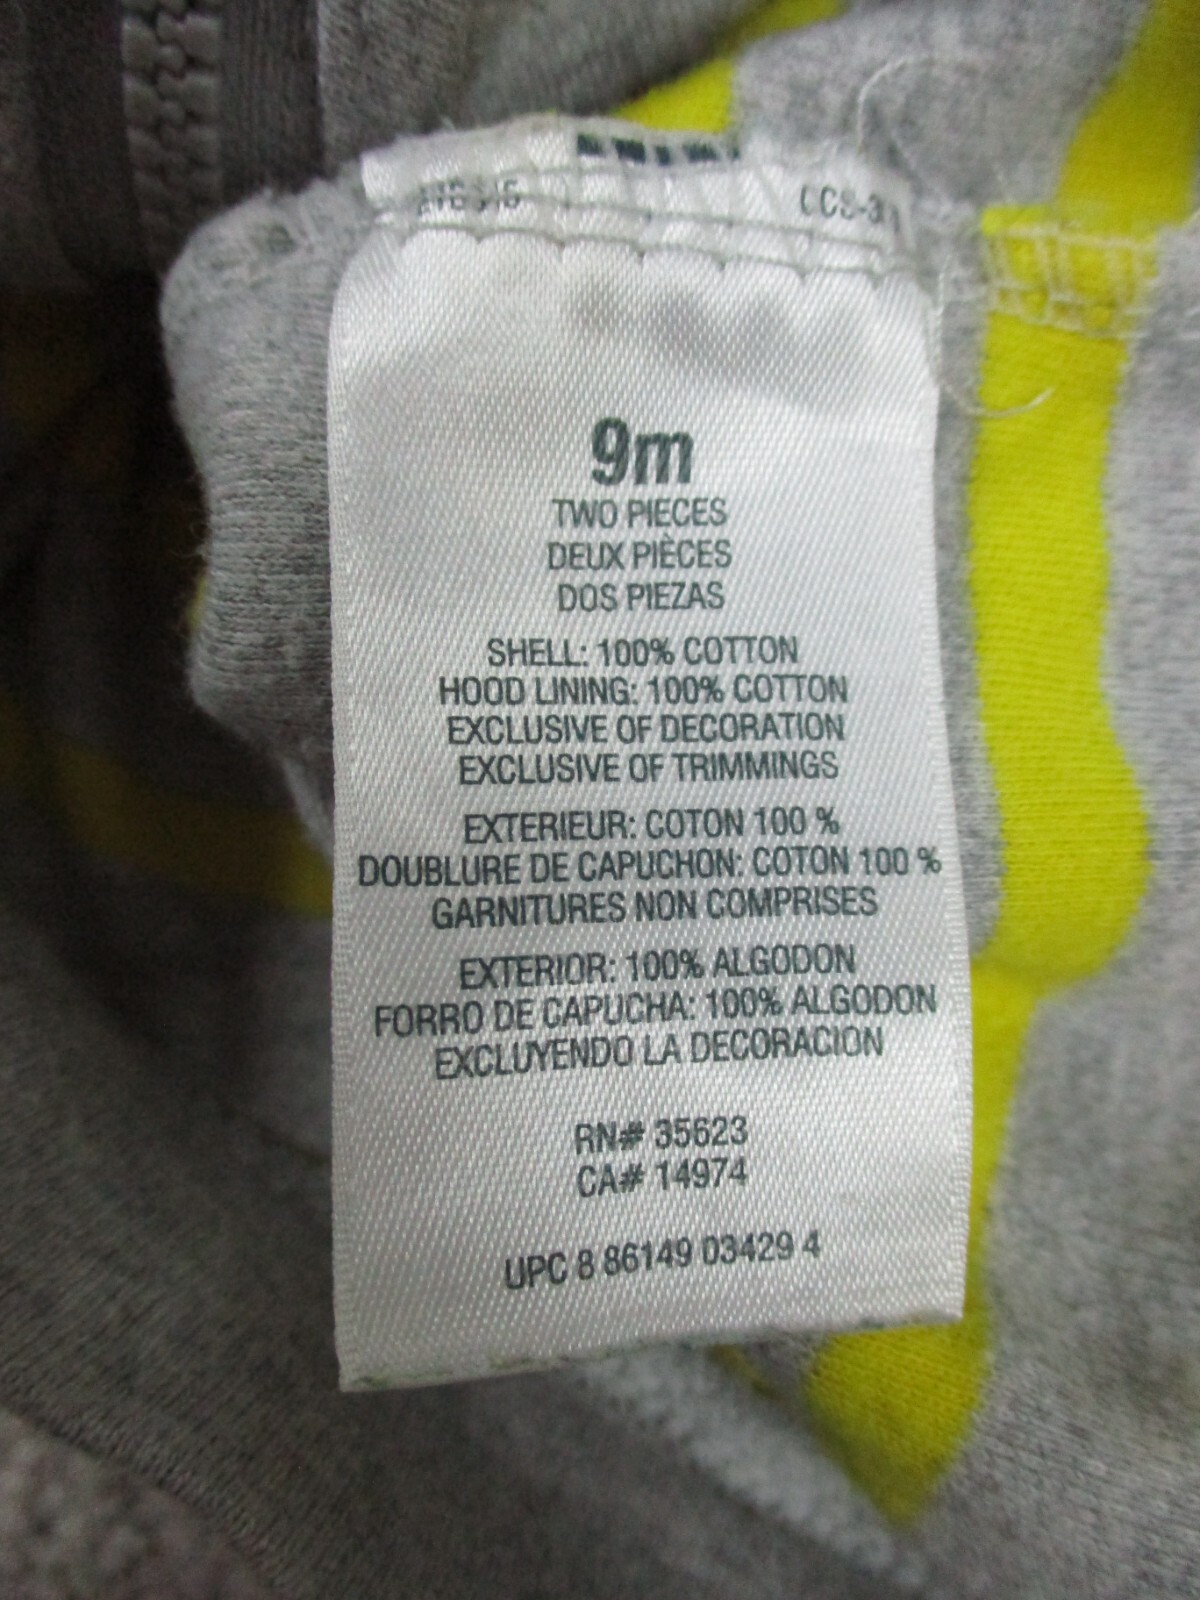 9m
TWO PIECES
DEUX PIÈCES
DOS PIEZAS
SHELL: 100% COTTON
HOOD LINING: 100% COTTON
EXCLUSIVE OF DECORATION
EXCLUSIVE OF TRIMMINGS
EXTERIEUR: COTON 100 %
DOUBLURE DE CAPUCHON: COTON 100 %
GARNITURES NON COMPRISES
EXTERIOR: 100% ALGODON
FORRO DE CAPUCHA: 100% ALGODON
EXCLUYENDO LA DECORACION
RN# 35623
CA# 14974
UPC 8 86149 03429 4